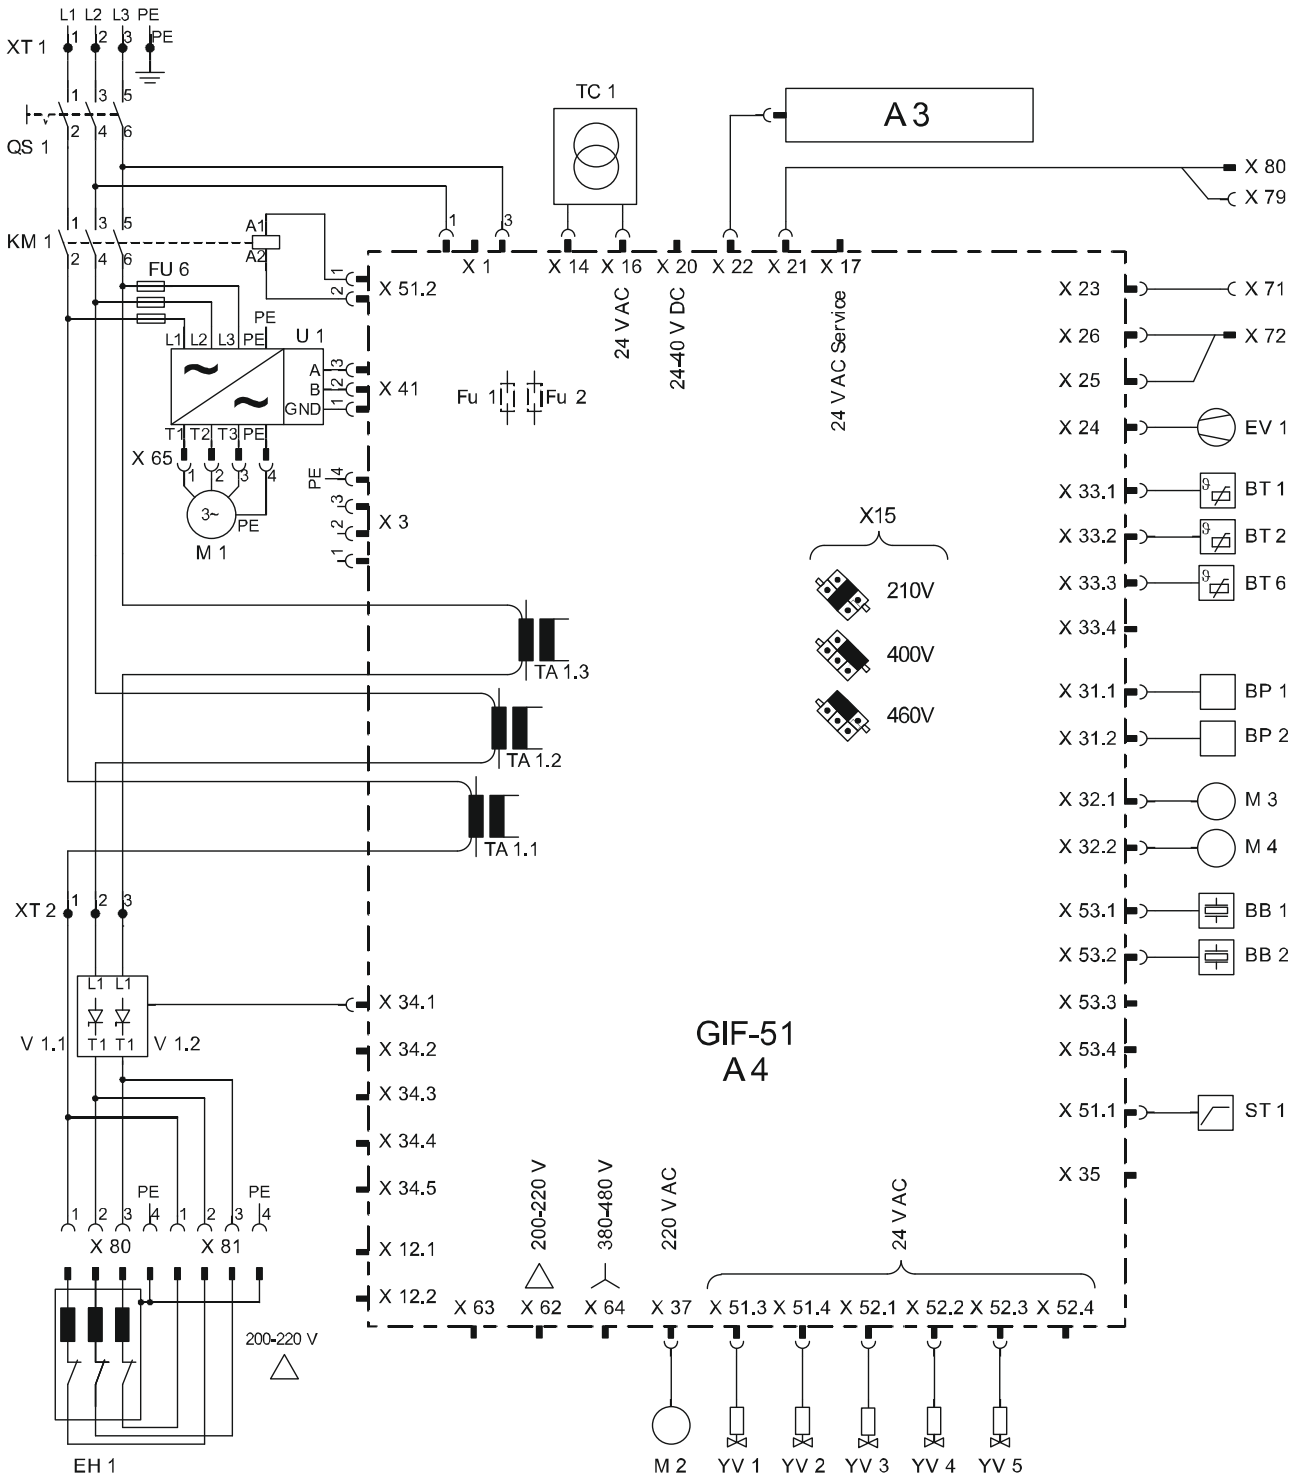 L1 L2 L3 PE
XT 1 1 2 3 PE
TC 1
A 3
1 3 5
QS 1 2 4 6
X 80
X 79
1 3 5 A1 1 3
KM 1 2 4 6 A2
X 1 X 14 X 16 X 20 X 22 X 21 X 17
24 V AC
24-40 V DC
24 V AC Service
FU 6
1
2
X 51.2
X 23 X 71
X 26 X 72
X 25
X 24 EV 1
PE
L1 L2 L3 PE U 1
A 3
B 2
GND 1
X 41
Fu 1 Fu 2
T1 T2 T3 PE
X 65 1 2 3 4
3~
PE
M 1
PE 4
3
2
1
X 3
X15
210V
400V
460V
X 33.1 ϑ BT 1
X 33.2 ϑ BT 2
X 33.3 ϑ BT 6
X 33.4
TA 1.3
TA 1.2
TA 1.1
X 31.1 BP 1
X 31.2 BP 2
X 32.1 M 3
X 32.2 M 4
XT 2 1 2 3
X 53.1 BB 1
X 53.2 BB 2
X 53.3
X 53.4
X 51.1 ST 1
X 35
L1 L1
T1 T1
V 1.1 V 1.2
X 34.1
X 34.2
X 34.3
X 34.4
X 34.5
X 12.1
X 12.2
GIF-51
A 4
200-220 V
380-480 V
220 V AC
24 V AC
PE PE
1 2 3 4 1 2 3 4
X 80 X 81
200-220 V
EH 1
X 63 X 62 X 64 X 37 X 51.3 X 51.4 X 52.1 X 52.2 X 52.3 X 52.4
M 2 YV 1 YV 2 YV 3 YV 4 YV 5